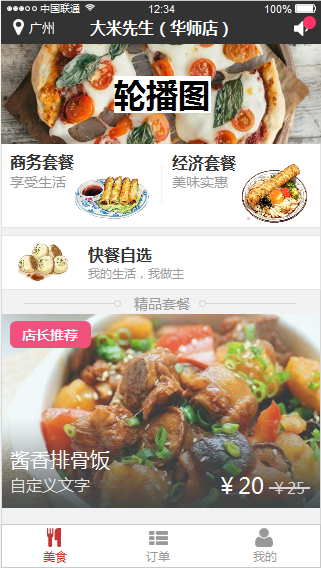 中国联通 12:34 100%
广州 大米先生（华师店）
轮播图
商务套餐 经济套餐
享受生活 美味实惠
快餐自选
我的生活，我做主
精品套餐
店长推荐
酱香排骨饭
自定义文字 ¥ 20 ¥ 25
美食 订单 我的